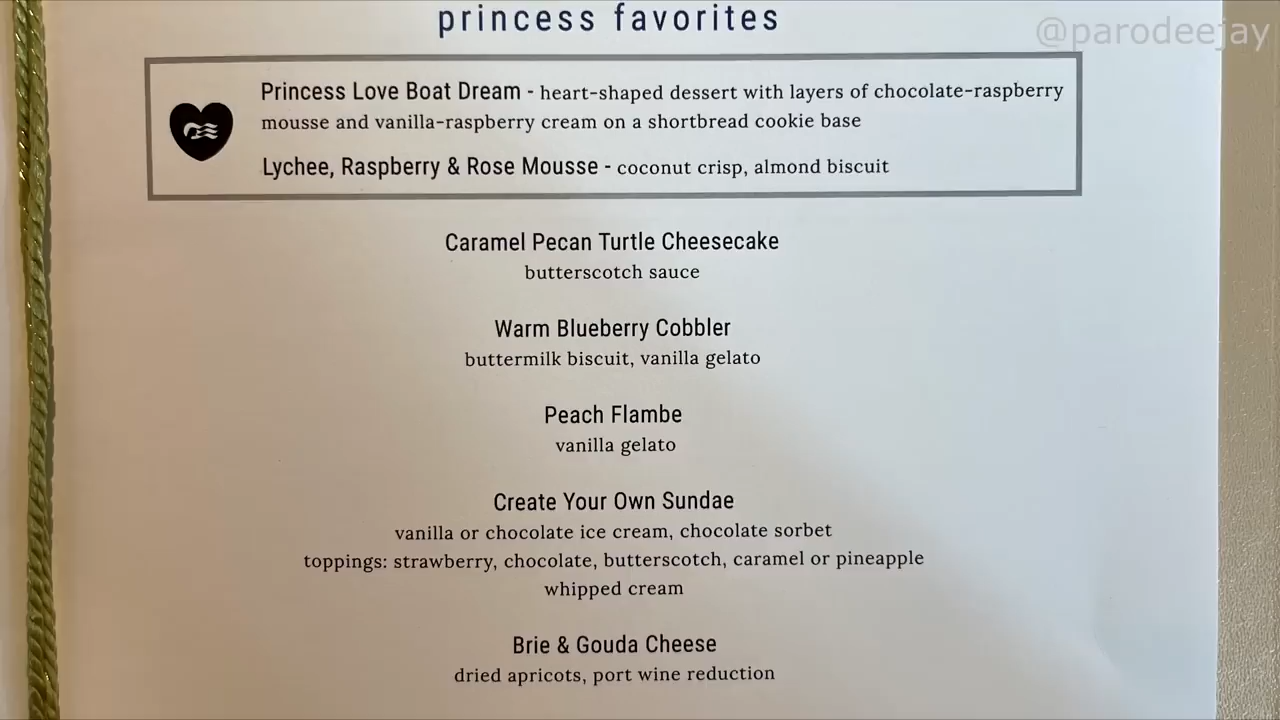 princess favorites
@parodeejay
Princess Love Boat Dream - heart-shaped dessert with layers of chocolate-raspberry
mousse and vanilla-raspberry cream on a shortbread cookie base
Lychee, Raspberry & Rose Mousse - coconut crisp, almond biscuit
Caramel Pecan Turtle Cheesecake
butterscotch sauce
Warm Blueberry Cobbler
buttermilk biscuit, vanilla gelato
Peach Flambe
vanilla gelato
Create Your Own Sundae
vanilla or chocolate ice cream, chocolate sorbet
toppings: strawberry, chocolate, butterscotch, caramel or pineapple
whipped cream
Brie & Gouda Cheese
dried apricots, port wine reduction